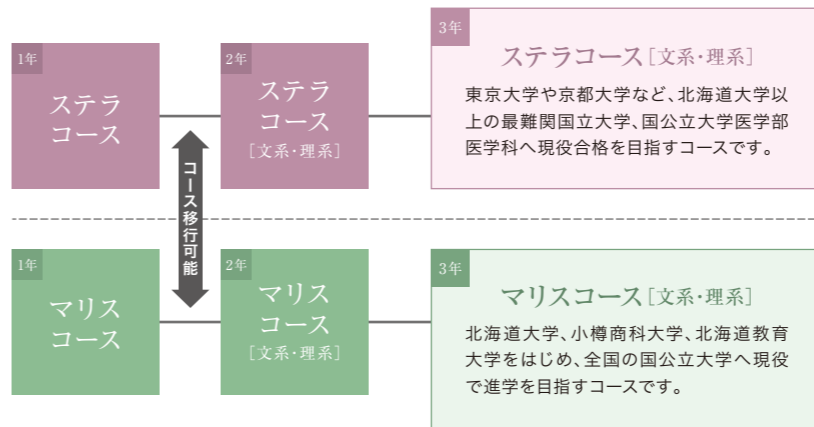 1年
ステラ
コース
2年
ステラ
コース
［文系・理系］
3年
ステラコース［文系・理系］
東京大学や京都大学など、北海道大学以
上の最難関国立大学、国公立大学医学部
医学科へ現役合格を目指すコースです。
コース移行可能
1年
マリス
コース
2年
マリス
コース
［文系・理系］
3年
マリスコース［文系・理系］
北海道大学、小樽商科大学、北海道教育
大学をはじめ、全国の国公立大学へ現役
で進学を目指すコースです。